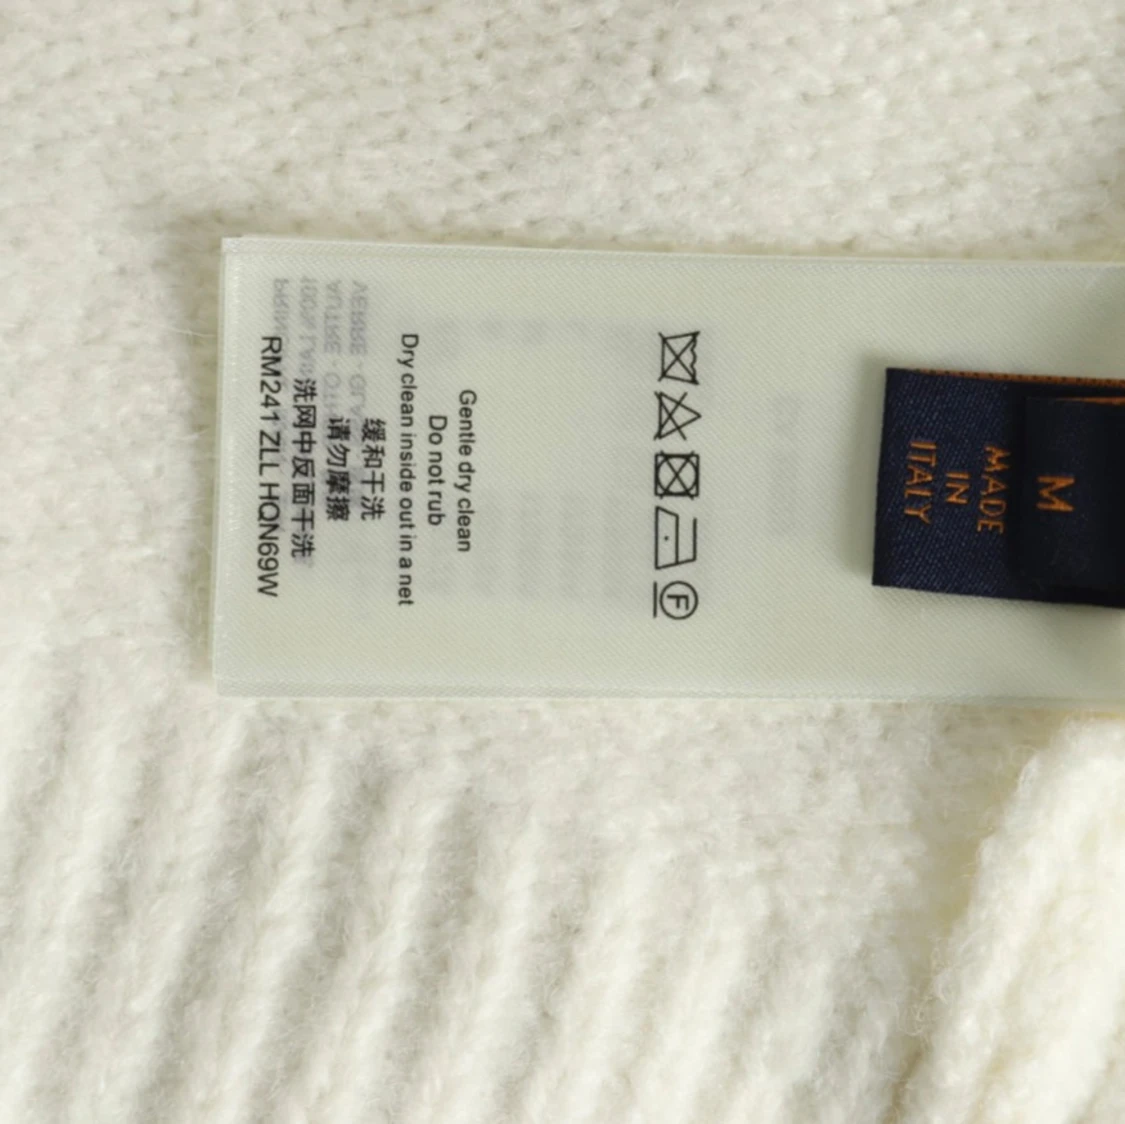 M
MADE
IN
ITALY
F
Gentle dry clean
Do not rub
Dry clean inside out in a net
缓和干洗
请勿摩擦
洗网中反面干洗
RM241 ZLL HQN69W